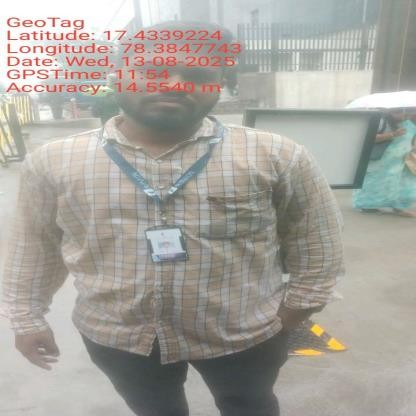 GeoTag
Latitude: 17.4339224
Longitude: 78.3847743
Date: Wed, 13-08-2025
GPSTime: 11:54
Accuracy: 14.5540 m